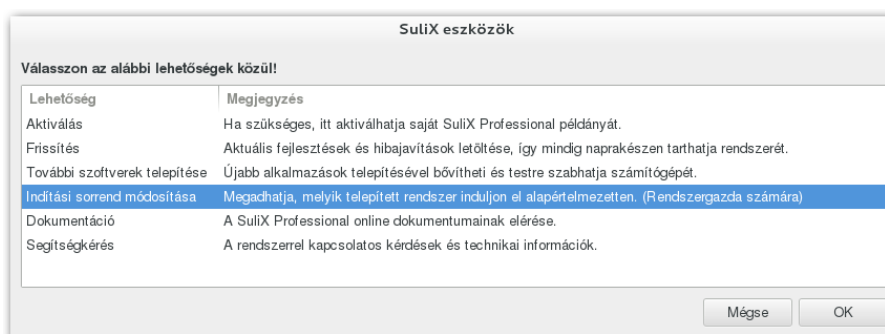 SuliX eszközök
Válasszon az alábbi lehetőségek közül!
Lehetőség Megjegyzés
Aktiválás Ha szükséges, itt aktiválhatja saját SuliX Professional példányát.
Frissítés Aktuális fejlesztések és hibajavítások letöltése, így mindig naprakészen tarthatja rendszerét.
További szoftverek telepítése Újabb alkalmazások telepítésével bővítheti és testre szabhatja számítógépét.
Indítási sorrend módosítása Megadhatja, melyik telepített rendszer induljon el alapértelmezetten. (Rendszergazda számára)
Dokumentáció A SuliX Professional online dokumentumainak elérése.
Segítségkérés A rendszerrel kapcsolatos kérdések és technikai információk.
Mégse OK